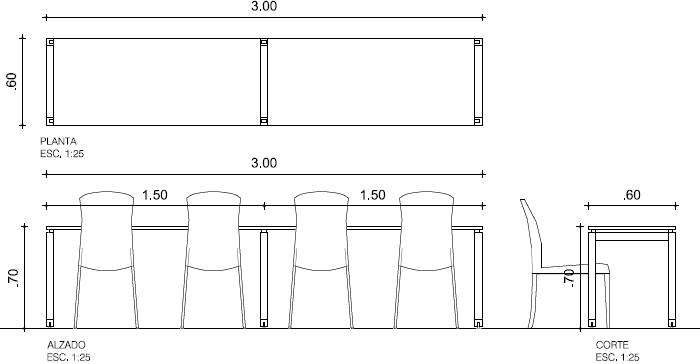 3.00
.60
PLANTA
ESC, 1:25
3.00
1.50 1.50 .60
.70 .70
ALZADO CORTE
ESC, 1:25 ESC, 1:25